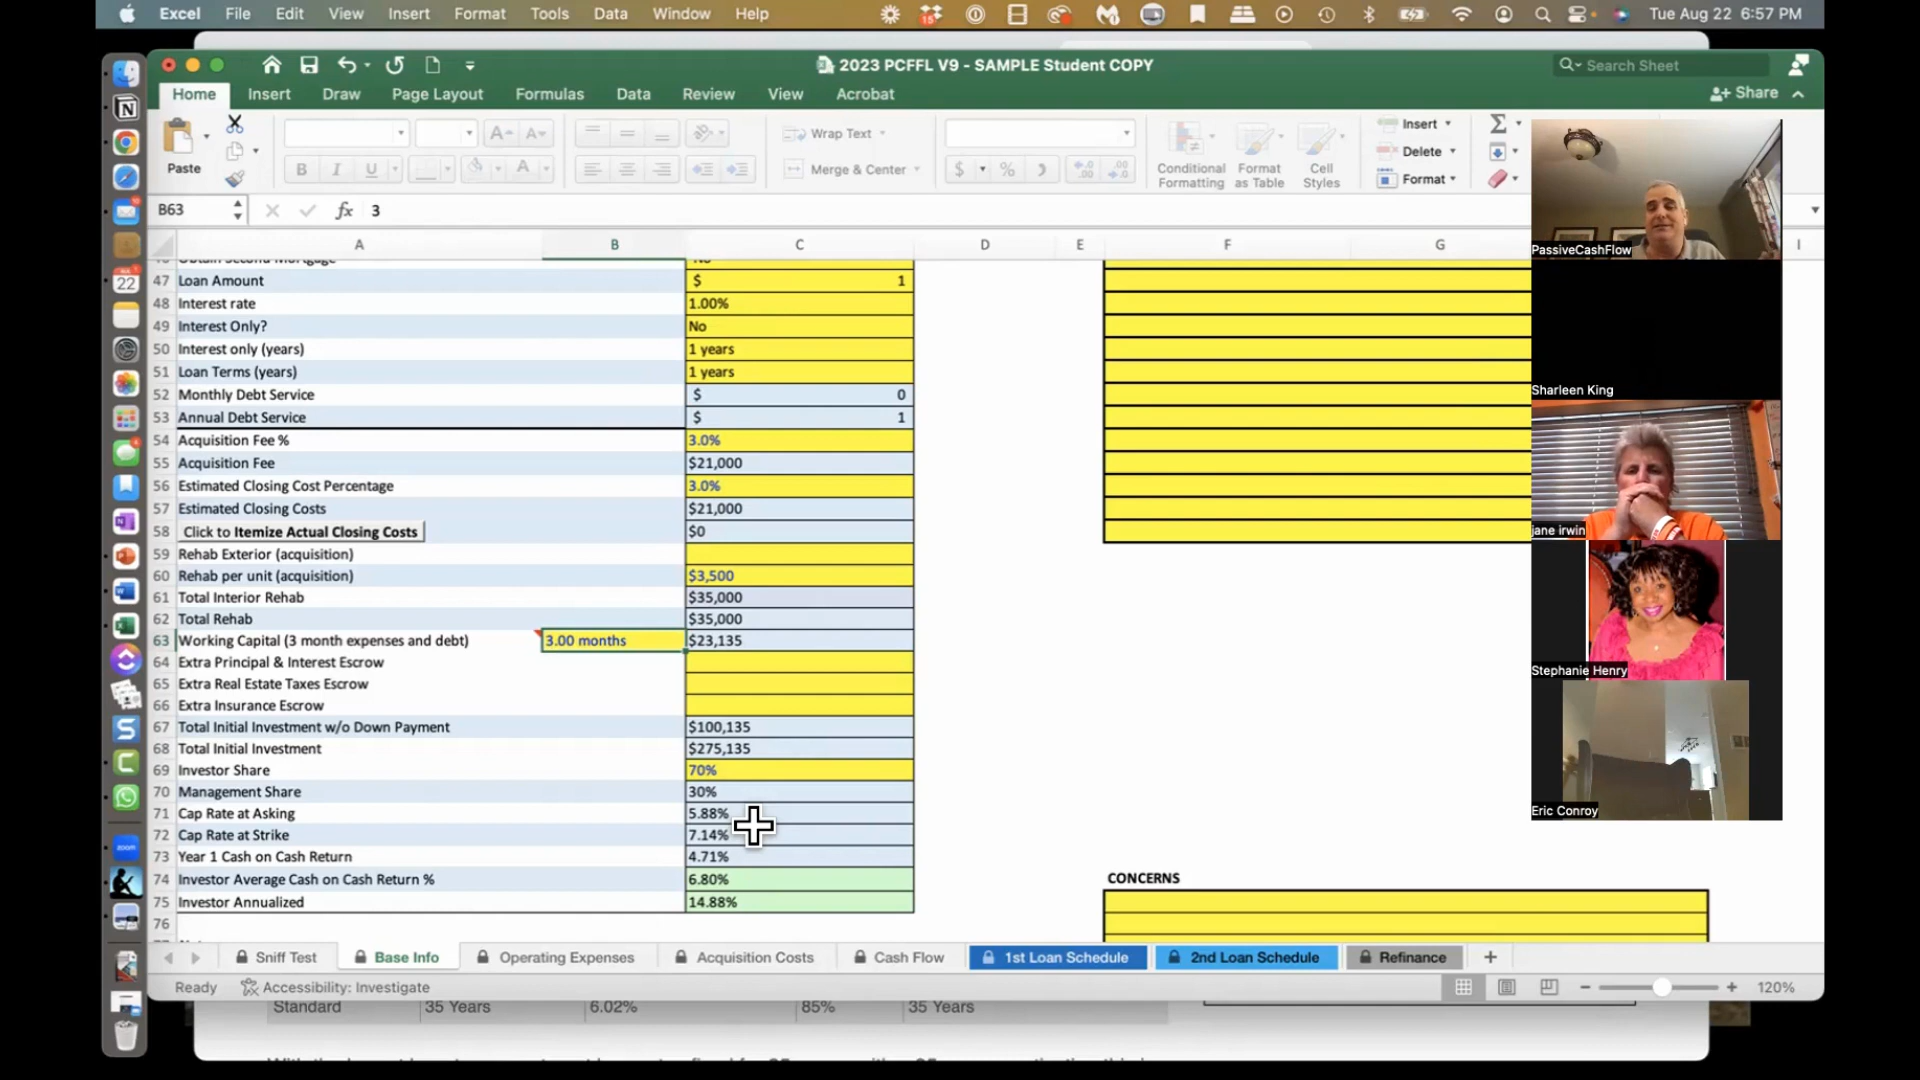 Excel File Edit View Insert Format Tools Data Window Help
Tue Aug 22 6:57 PM
2023 PCFFL V9 - SAMPLE Student COPY
Search Sheet
Home Insert Draw Page Layout Formulas Data Review View Acrobat
Share
Paste
B I U
Wrap Text
Merge & Center
$ %
Conditional Formatting
Format as Table
Cell Styles
Insert
Delete
Format
B63 fx 3
A B C D E F G I
47 Loan Amount $ 1
48 Interest rate 1.00%
49 Interest Only? No
50 Interest only (years) 1 years
51 Loan Terms (years) 1 years
52 Monthly Debt Service $ 0
53 Annual Debt Service $ 1
54 Acquisition Fee % 3.0%
55 Acquisition Fee $21,000
56 Estimated Closing Cost Percentage 3.0%
57 Estimated Closing Costs $21,000
58 Click to Itemize Actual Closing Costs $0
59 Rehab Exterior (acquisition)
60 Rehab per unit (acquisition) $3,500
61 Total Interior Rehab $35,000
62 Total Rehab $35,000
63 Working Capital (3 month expenses and debt) 3.00 months $23,135
64 Extra Principal & Interest Escrow
65 Extra Real Estate Taxes Escrow
66 Extra Insurance Escrow
67 Total Initial Investment w/o Down Payment $100,135
68 Total Initial Investment $275,135
69 Investor Share 70%
70 Management Share 30%
71 Cap Rate at Asking 5.88%
72 Cap Rate at Strike 7.14%
73 Year 1 Cash on Cash Return 4.71%
74 Investor Average Cash on Cash Return % 6.80%
75 Investor Annualized 14.88%
76
CONCERNS
PassiveCashFlow
Sharleen King
jane irwin
Stephanie Henry
Eric Conroy
Sniff Test Base Info Operating Expenses Acquisition Costs Cash Flow 1st Loan Schedule 2nd Loan Schedule Refinance +
Ready Accessibility: Investigate
120%
Standard 35 Years 6.02% 85% 35 Years